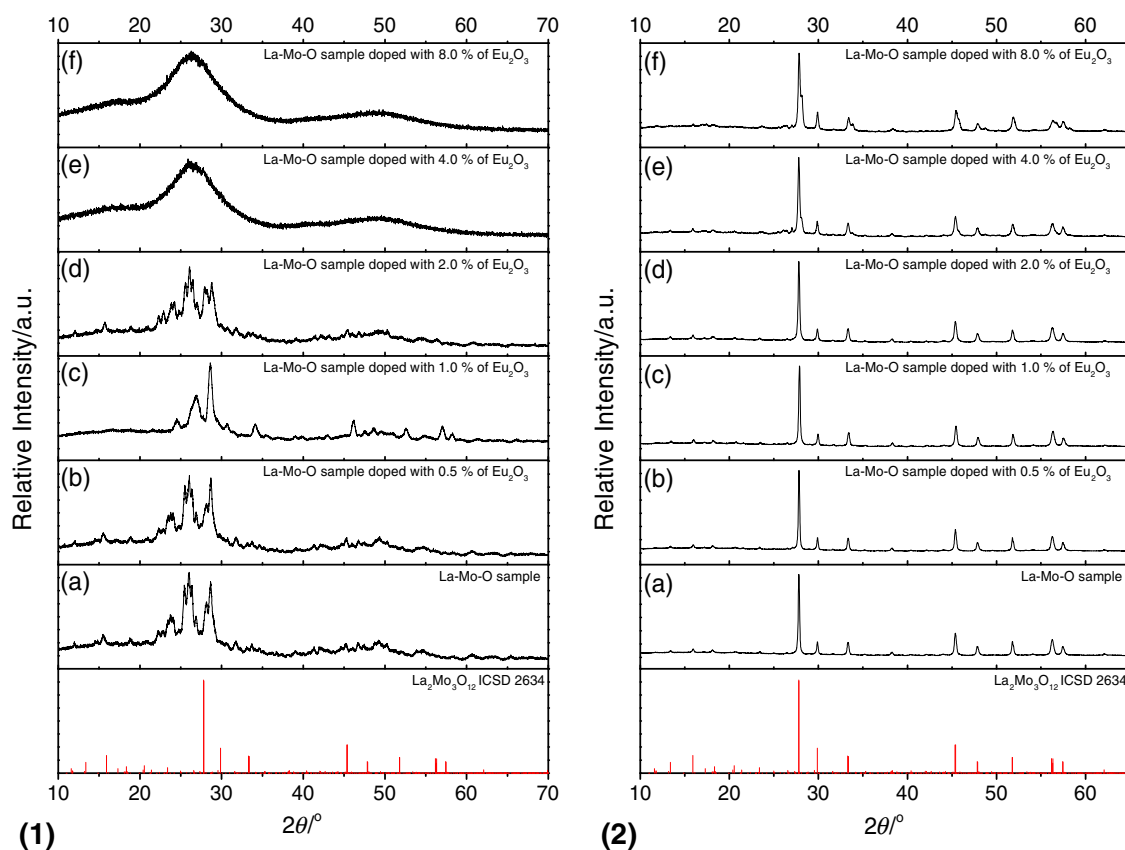 10 20 30 40 50 60 70
(f) La-Mo-O sample doped with 8.0 % of Eu₂O₃
(e) La-Mo-O sample doped with 4.0 % of Eu₂O₃
(d) La-Mo-O sample doped with 2.0 % of Eu₂O₃
(c) La-Mo-O sample doped with 1.0 % of Eu₂O₃
(b) La-Mo-O sample doped with 0.5 % of Eu₂O₃
(a) La-Mo-O sample
La₂Mo₃O₁₂ ICSD 2634
Relative Intensity/a.u.
10 20 30 40 50 60 70
2θ/°
(1)
10 20 30 40 50 60
(f) La-Mo-O sample doped with 8.0 % of Eu₂O₃
(e) La-Mo-O sample doped with 4.0 % of Eu₂O₃
(d) La-Mo-O sample doped with 2.0 % of Eu₂O₃
(c) La-Mo-O sample doped with 1.0 % of Eu₂O₃
(b) La-Mo-O sample doped with 0.5 % of Eu₂O₃
(a) La-Mo-O sample
La₂Mo₃O₁₂ ICSD 2634
Relative Intensity/a.u.
10 20 30 40 50 60
2θ/°
(2)